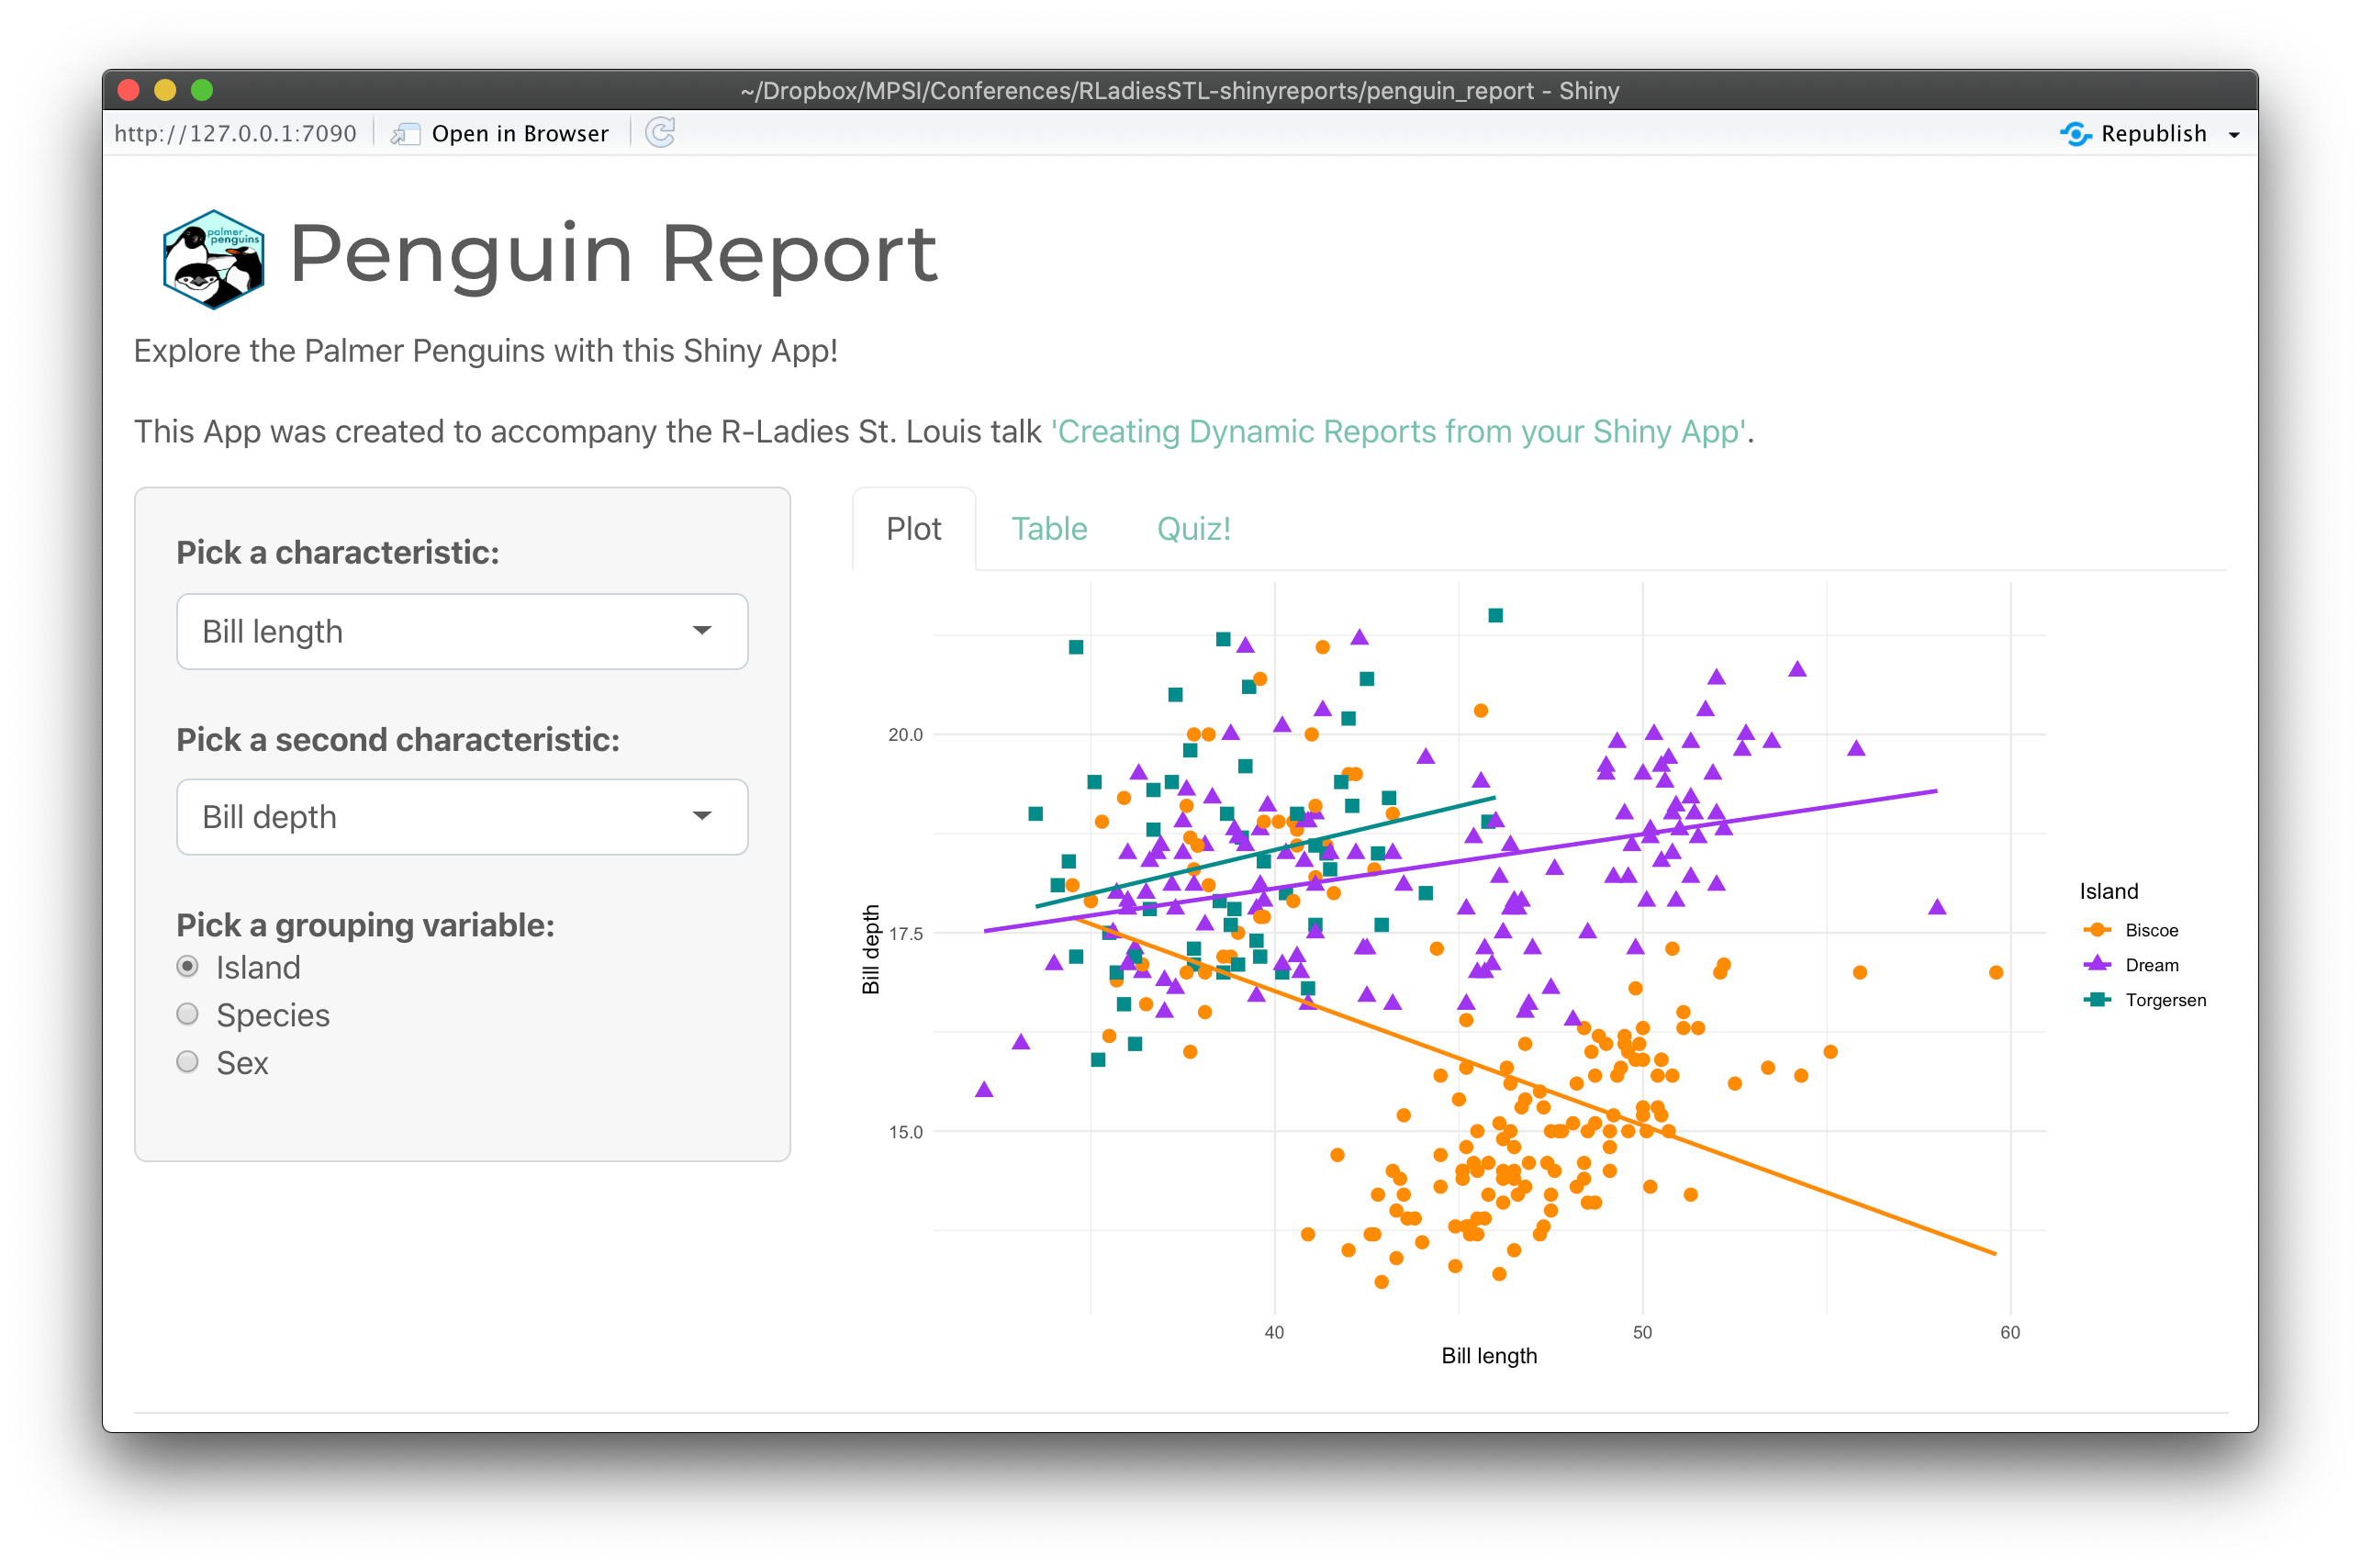 ~/Dropbox/MPSI/Conferences/RLadiesSTL-shinyreports/penguin_report - Shiny
http://127.0.0.1:7090 Open in Browser Republish
palmer
penguins
Penguin Report
Explore the Palmer Penguins with this Shiny App!
This App was created to accompany the R-Ladies St. Louis talk 'Creating Dynamic Reports from your Shiny App'.
Pick a characteristic:
Bill length
Pick a second characteristic:
Bill depth
Pick a grouping variable:
Island
Species
Sex
Plot Table Quiz!
20.0
17.5
15.0
Bill depth
40 50 60
Bill length
Island
Biscoe
Dream
Torgersen